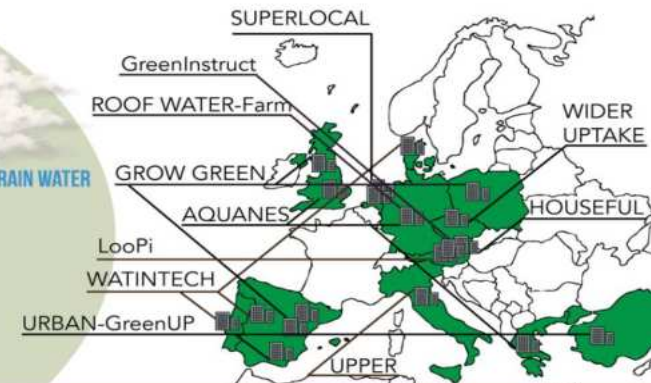 SUPERLOCAL
GreenInstruct
ROOF WATER-Farm
WIDER
UPTAKE
RAIN WATER
GROW GREEN
AQUANES
HOUSEFUL
LooPi
WATINTECH
URBAN-GreenUP
UPPER